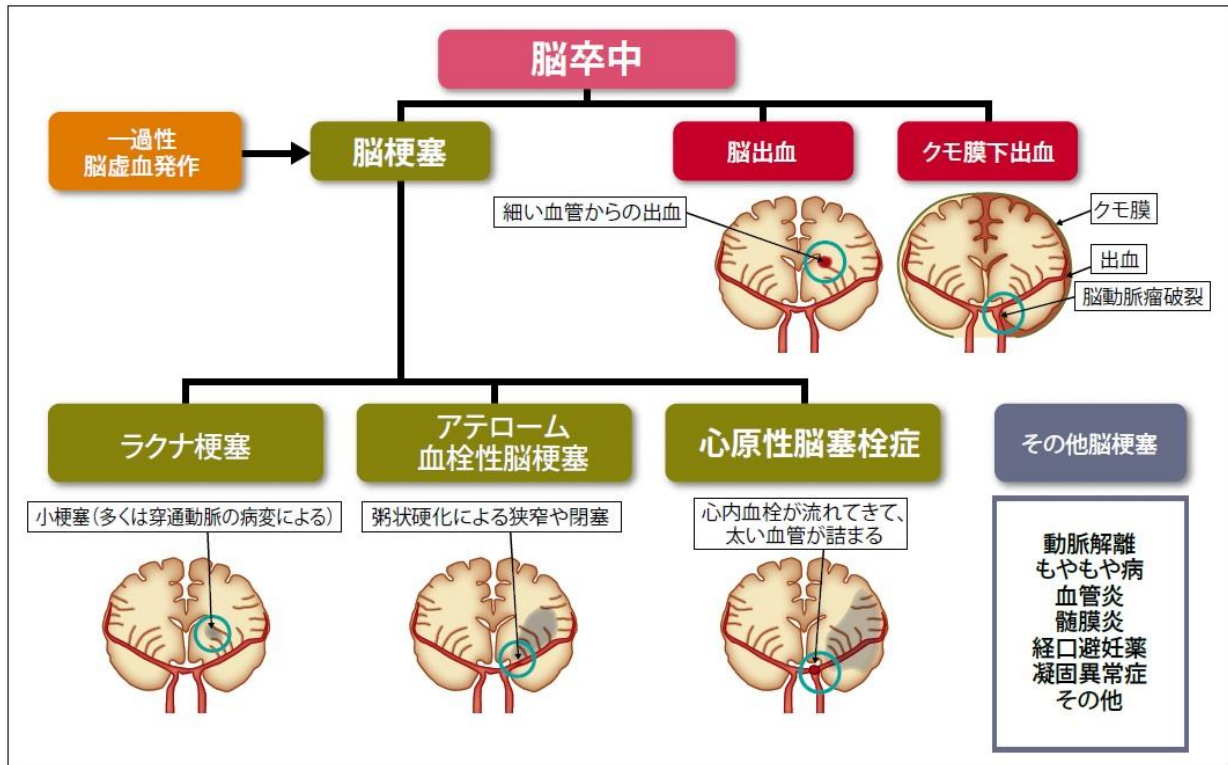 脳卒中
一過性
脳虚血発作
脳梗塞
脳出血
クモ膜下出血
細い血管からの出血
クモ膜
出血
脳動脈瘤破裂
ラクナ梗塞
アテローム
血栓性脳梗塞
心原性脳塞栓症
その他脳梗塞
小梗塞(多くは穿通動脈の病変による)
粥状硬化による狭窄や閉塞
心内血栓が流れてきて、
太い血管が詰まる
動脈解離
もやもや病
血管炎
髄膜炎
経口避妊薬
凝固異常症
その他